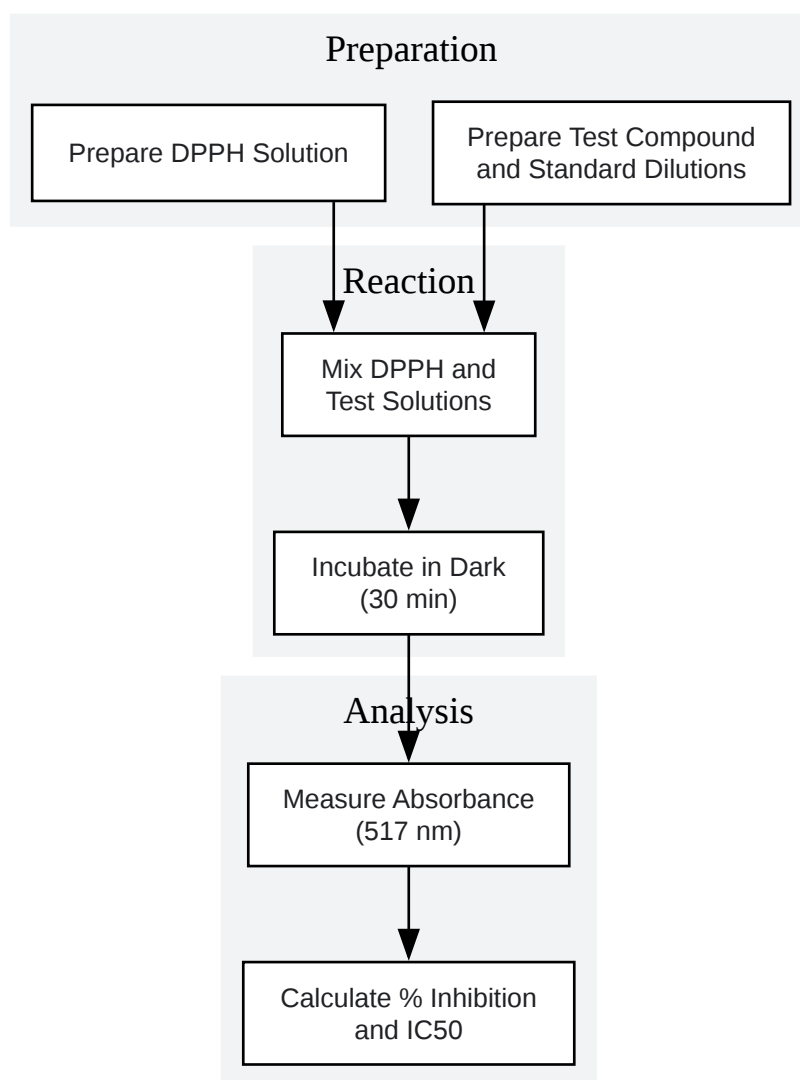 Preparation
Prepare DPPH Solution
Prepare Test Compound
and Standard Dilutions
Reaction
Mix DPPH and
Test Solutions
Incubate in Dark
(30 min)
Analysis
Measure Absorbance
(517 nm)
Calculate % Inhibition
and IC50